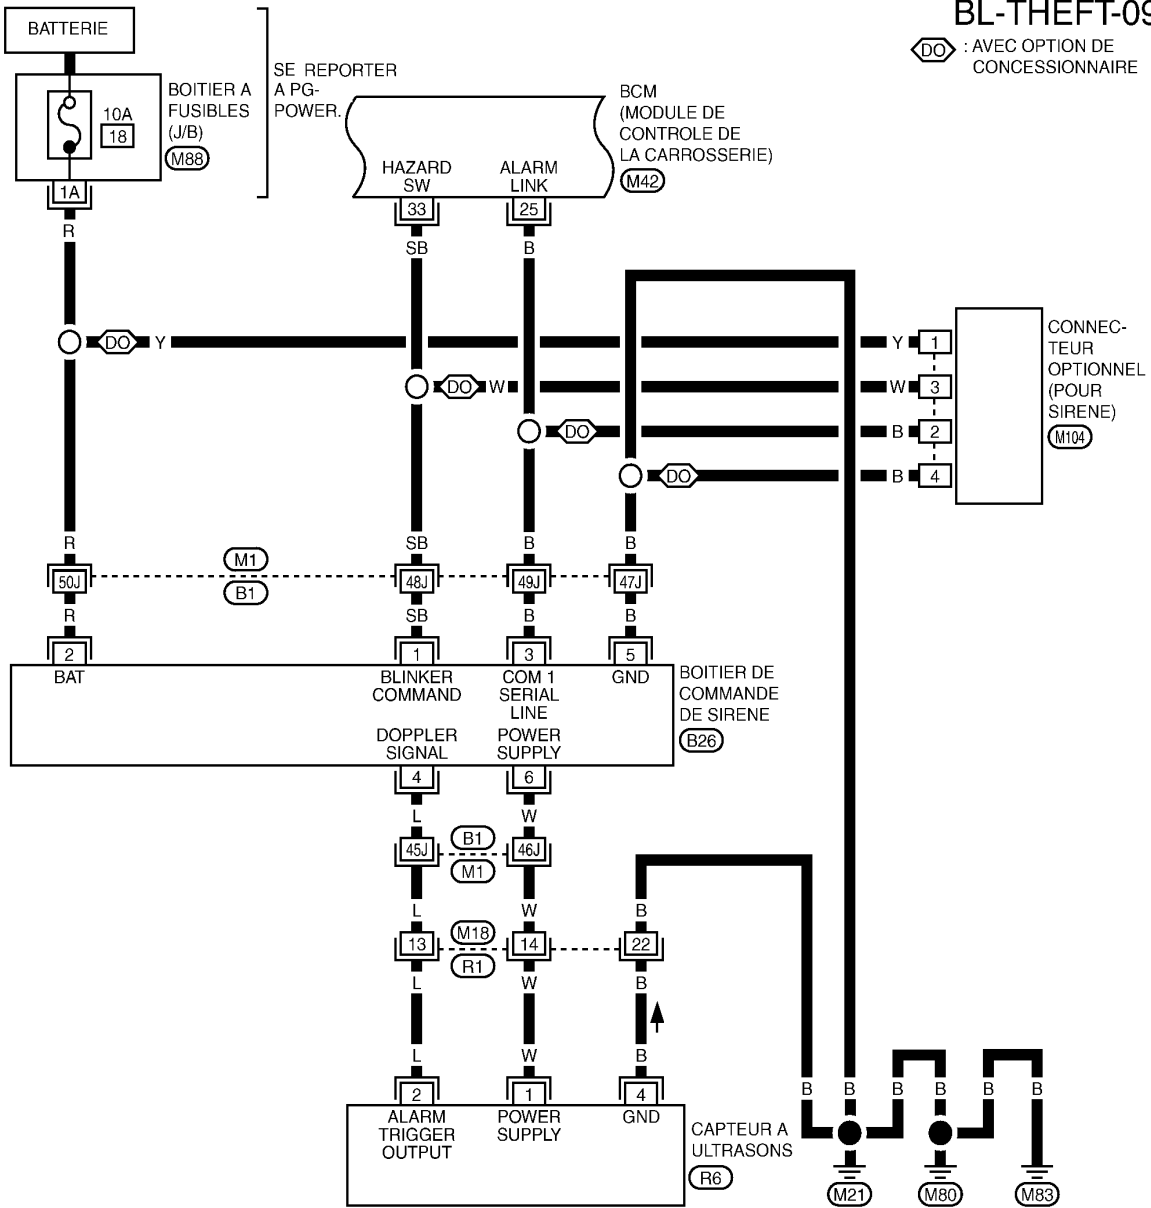 BL-THEFT-09
DO : AVEC OPTION DE
CONCESSIONNAIRE
BATTERIE
10A
18
BOITIER A
FUSIBLES
(J/B)
M88
SE REPORTER
A PG-
POWER.
1A
R
BCM
(MODULE DE
CONTROLE DE
LA CARROSSERIE)
M42
HAZARD
SW
ALARM
LINK
33
25
SB
B
DO Y
Y 1
DO W
W 3
DO
B 2
DO
B 4
CONNEC-
TEUR
OPTIONNEL
(POUR
SIRENE)
M104
R
SB
B
B
50J
M1
B1
48J
49J
47J
R
SB
B
B
2
1
3
5
BAT
BLINKER
COMMAND
COM 1
SERIAL
LINE
GND
BOITIER DE
COMMANDE
DE SIRENE
B26
DOPPLER
SIGNAL
POWER
SUPPLY
4
6
L
W
45J
B1
M1
46J
L
W
B
13
M18
R1
14
22
L
W
B
L
W
B
2
1
4
ALARM
TRIGGER
OUTPUT
POWER
SUPPLY
GND
CAPTEUR A
ULTRASONS
R6
B
B
B
B
B
B
M21
M80
M83